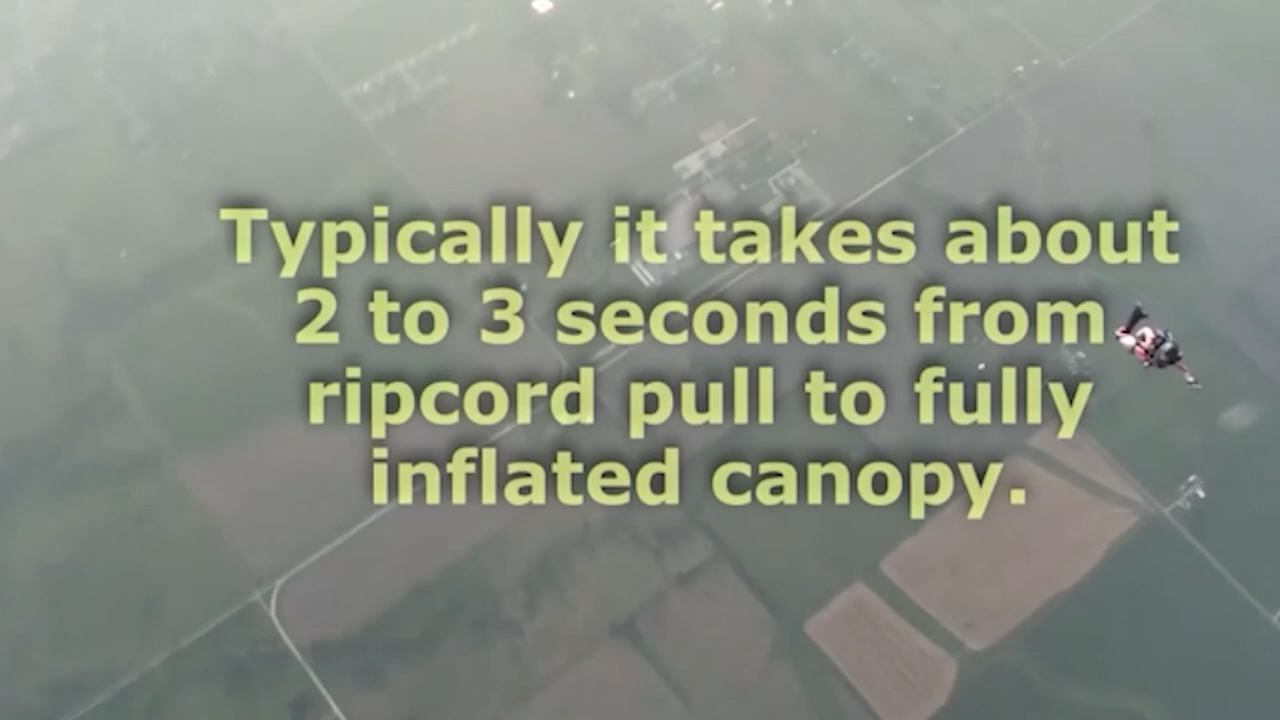 Typically it takes about
2 to 3 seconds from
ripcord pull to fully
inflated canopy.